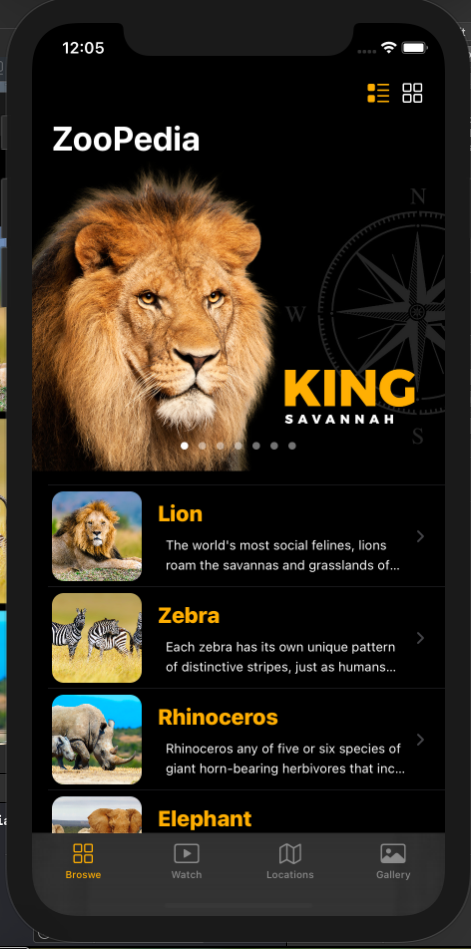 12:05
ZooPedia
N
W
KING
SAVANNAH
S
Lion
The world's most social felines, lions
roam the savannas and grasslands of...
Zebra
Each zebra has its own unique pattern
of distinctive stripes, just as humans...
Rhinoceros
Rhinoceros any of five or six species of
giant horn-bearing herbivores that inc...
Elephant
Broswe
Watch
Locations
Gallery